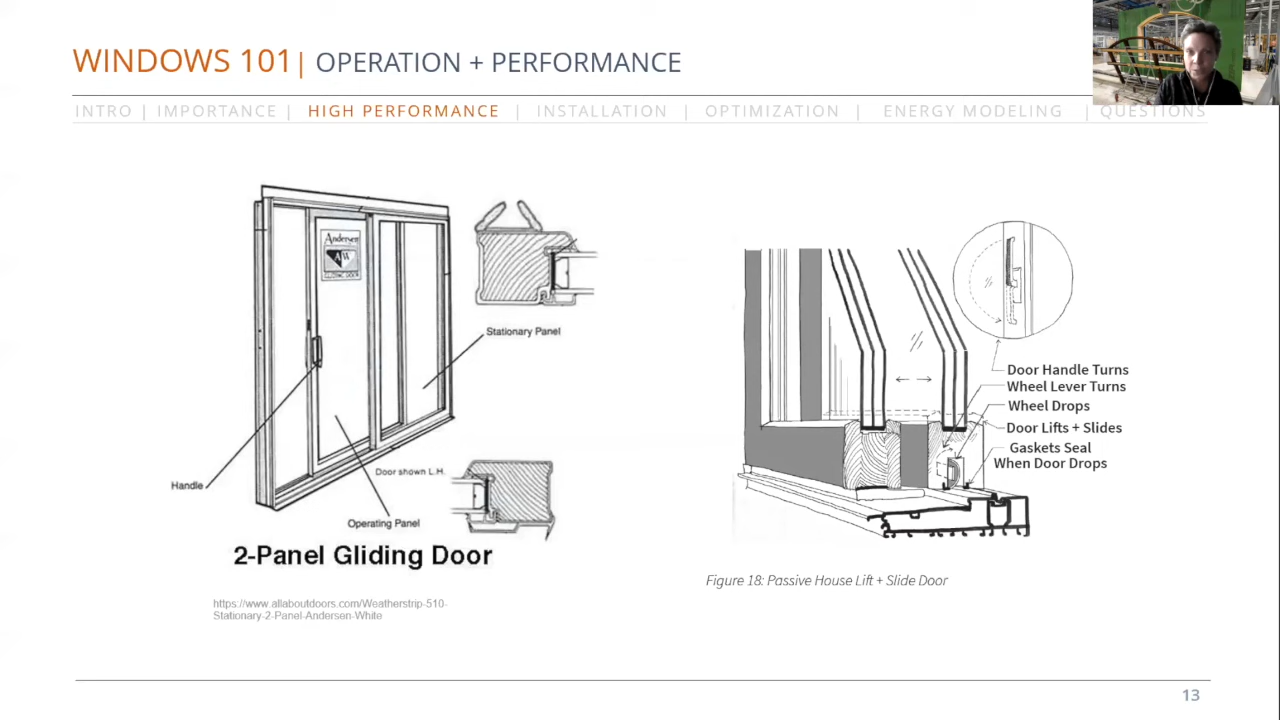 WINDOWS 101| OPERATION + PERFORMANCE
INTRO | IMPORTANCE | HIGH PERFORMANCE | INSTALLATION | OPTIMIZATION | ENERGY MODELING | QUESTIONS
Andersen
AW
GLIDING DOOR
Stationary Panel
Door shown L.H.
Handle
Operating Panel
2-Panel Gliding Door
https://www.allaboutdoors.com/Weatherstrip-510-
Stationary-2-Panel-Andersen-White
Door Handle Turns
Wheel Lever Turns
Wheel Drops
Door Lifts + Slides
Gaskets Seal
When Door Drops
Figure 18: Passive House Lift + Slide Door
13